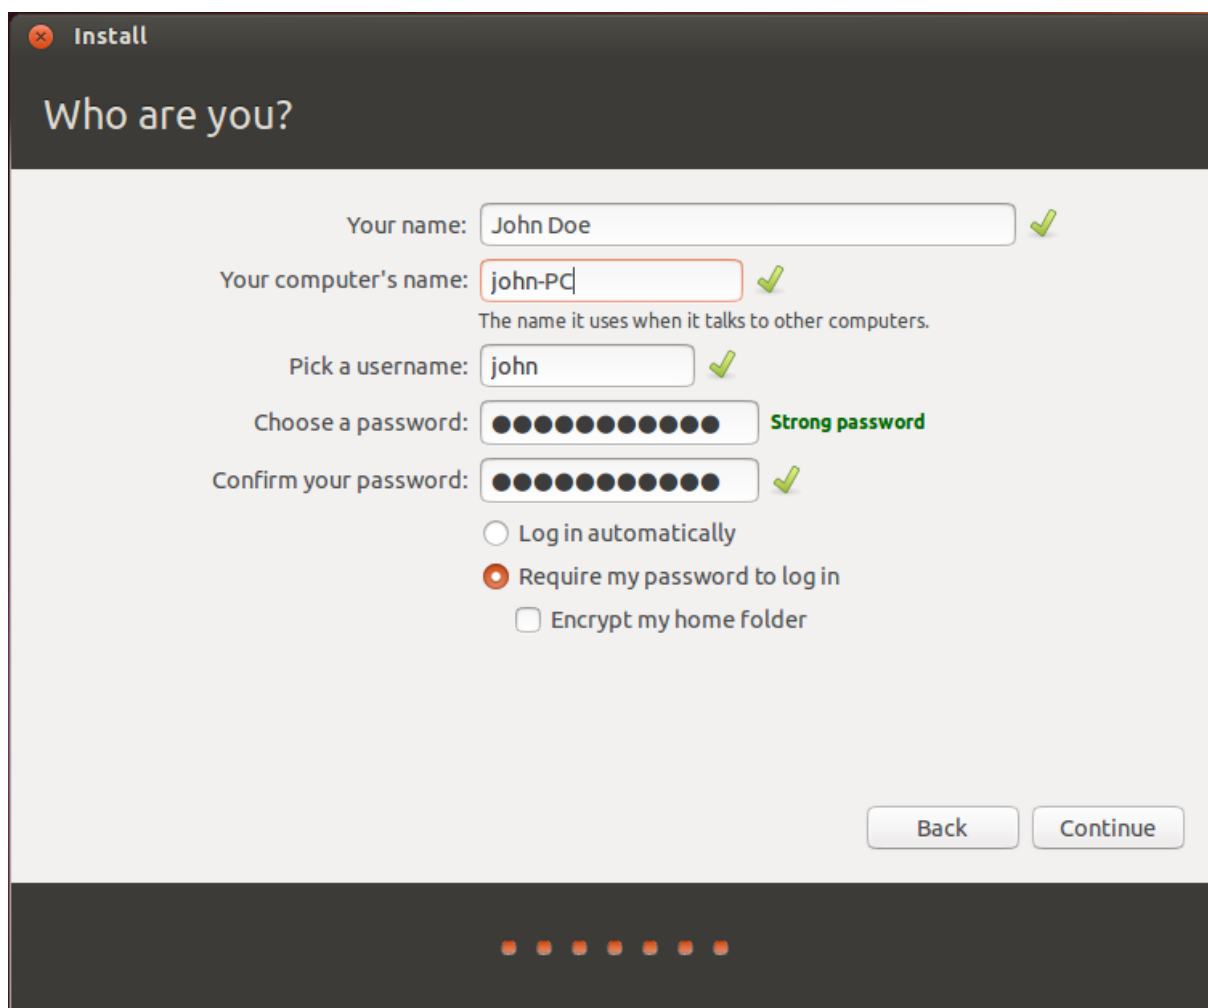 Install
Who are you?
Your name: John Doe
Your computer's name: john-PC
The name it uses when it talks to other computers.
Pick a username: john
Choose a password: ●●●●●●●●●●● Strong password
Confirm your password: ●●●●●●●●●●●
Log in automatically
Require my password to log in
Encrypt my home folder
Back Continue